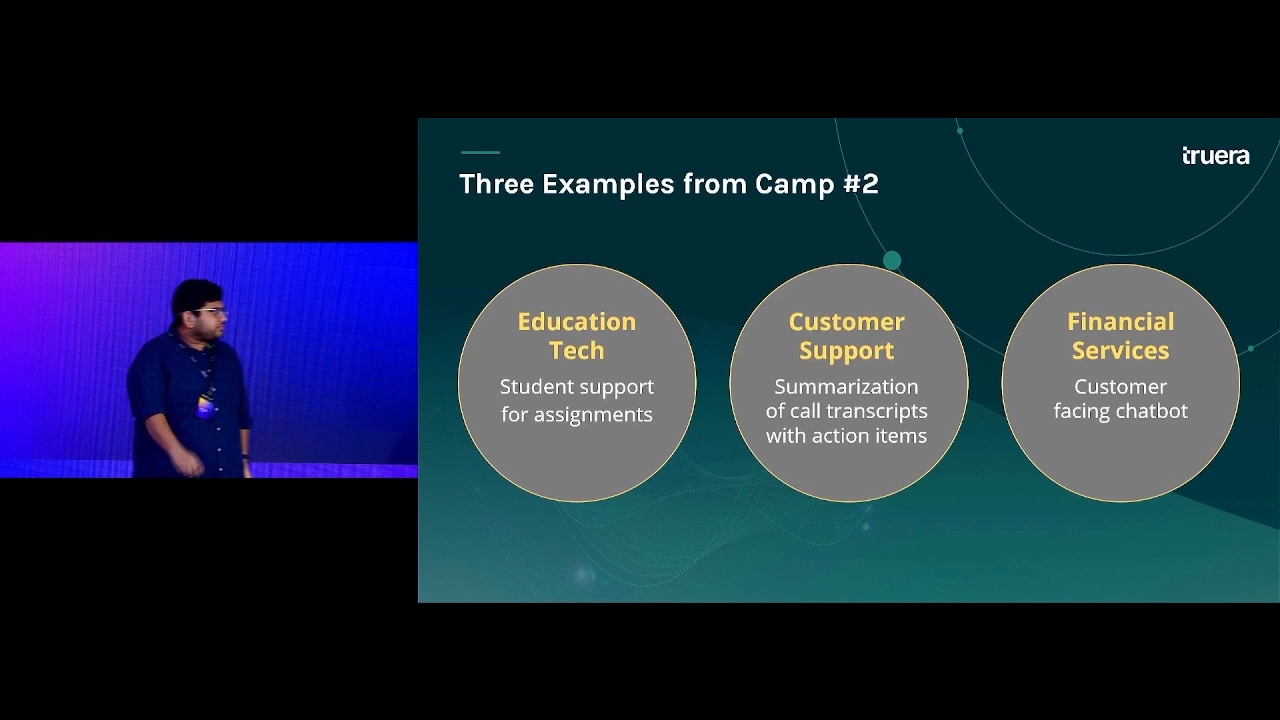 truera
Three Examples from Camp #2
Education
Tech
Student support
for assignments
Customer
Support
Summarization
of call transcripts
with action items
Financial
Services
Customer
facing chatbot